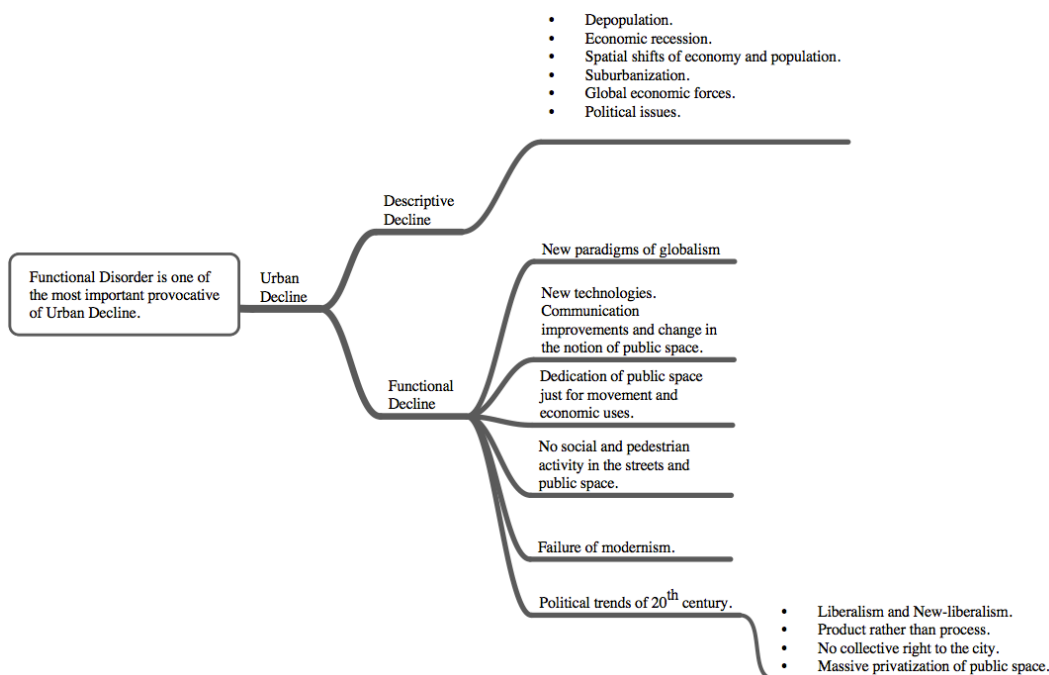 • Depopulation.
• Economic recession.
• Spatial shifts of economy and population.
• Suburbanization.
• Global economic forces.
• Political issues.
Descriptive
Decline
Functional Disorder is one of
the most important provocative
of Urban Decline.
Urban
Decline
Functional
Decline
New paradigms of globalism
New technologies.
Communication
improvements and change in
the notion of public space.
Dedication of public space
just for movement and
economic uses.
No social and pedestrian
activity in the streets and
public space.
Failure of modernism.
Political trends of 20th century.
• Liberalism and New-liberalism.
• Product rather than process.
• No collective right to the city.
• Massive privatization of public space.